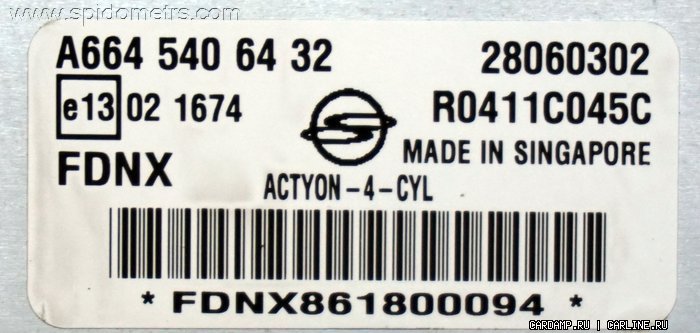 © www.spidometrs.com
A664 540 64 32 28060302
e13 02 1674 R0411C045C
FDNX MADE IN SINGAPORE
ACTYON-4-CYL
* FDNX861800094 *
CARDAMP.RU | CARLINE.RU